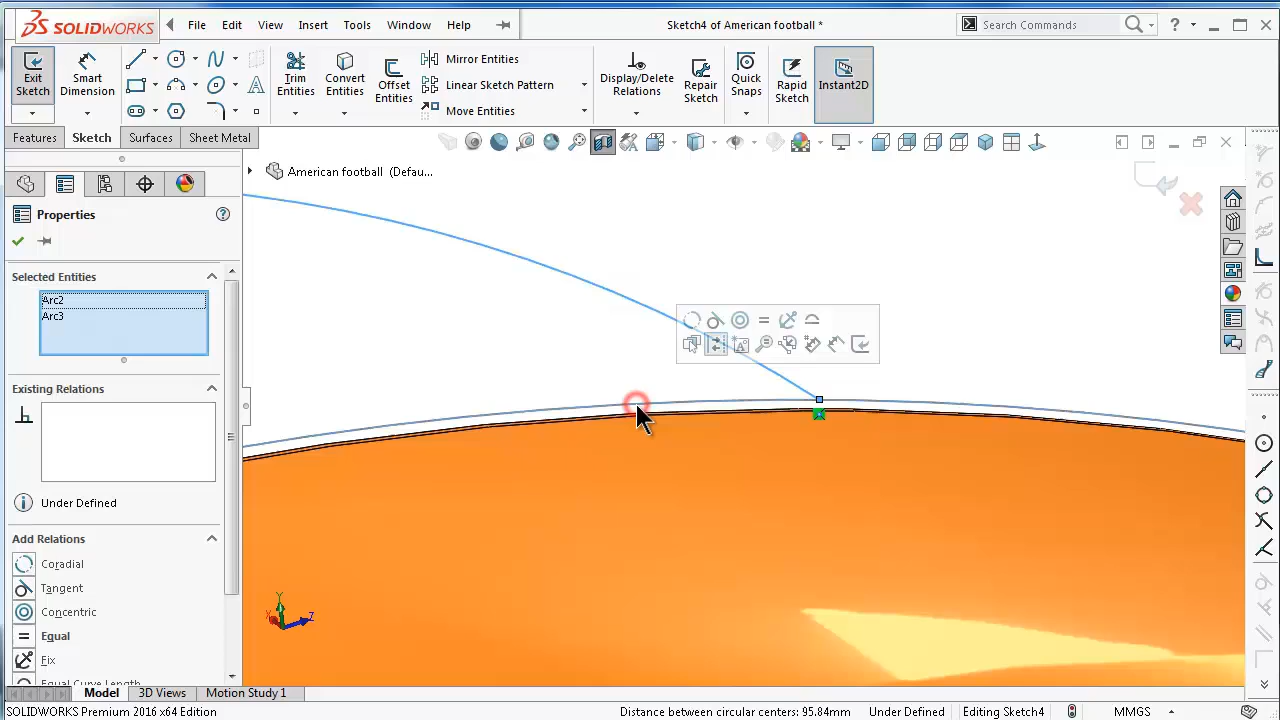 SOLIDWORKS
File Edit View Insert Tools Window Help
Sketch4 of American football *
Search Commands
Exit Sketch
Smart Dimension
Trim Entities
Convert Entities
Offset Entities
Mirror Entities
Linear Sketch Pattern
Move Entities
Display/Delete Relations
Repair Sketch
Quick Snaps
Rapid Sketch
Instant2D
Features Sketch Surfaces Sheet Metal
American football (Defau...
Properties
Selected Entities
Arc2
Arc3
Existing Relations
Under Defined
Add Relations
Coradial
Tangent
Concentric
Equal
Fix
Equal Curve Length
Y
X
Z
Model 3D Views Motion Study 1
SOLIDWORKS Premium 2016 x64 Edition
Distance between circular centers: 95.84mm Under Defined Editing Sketch4 MMGS